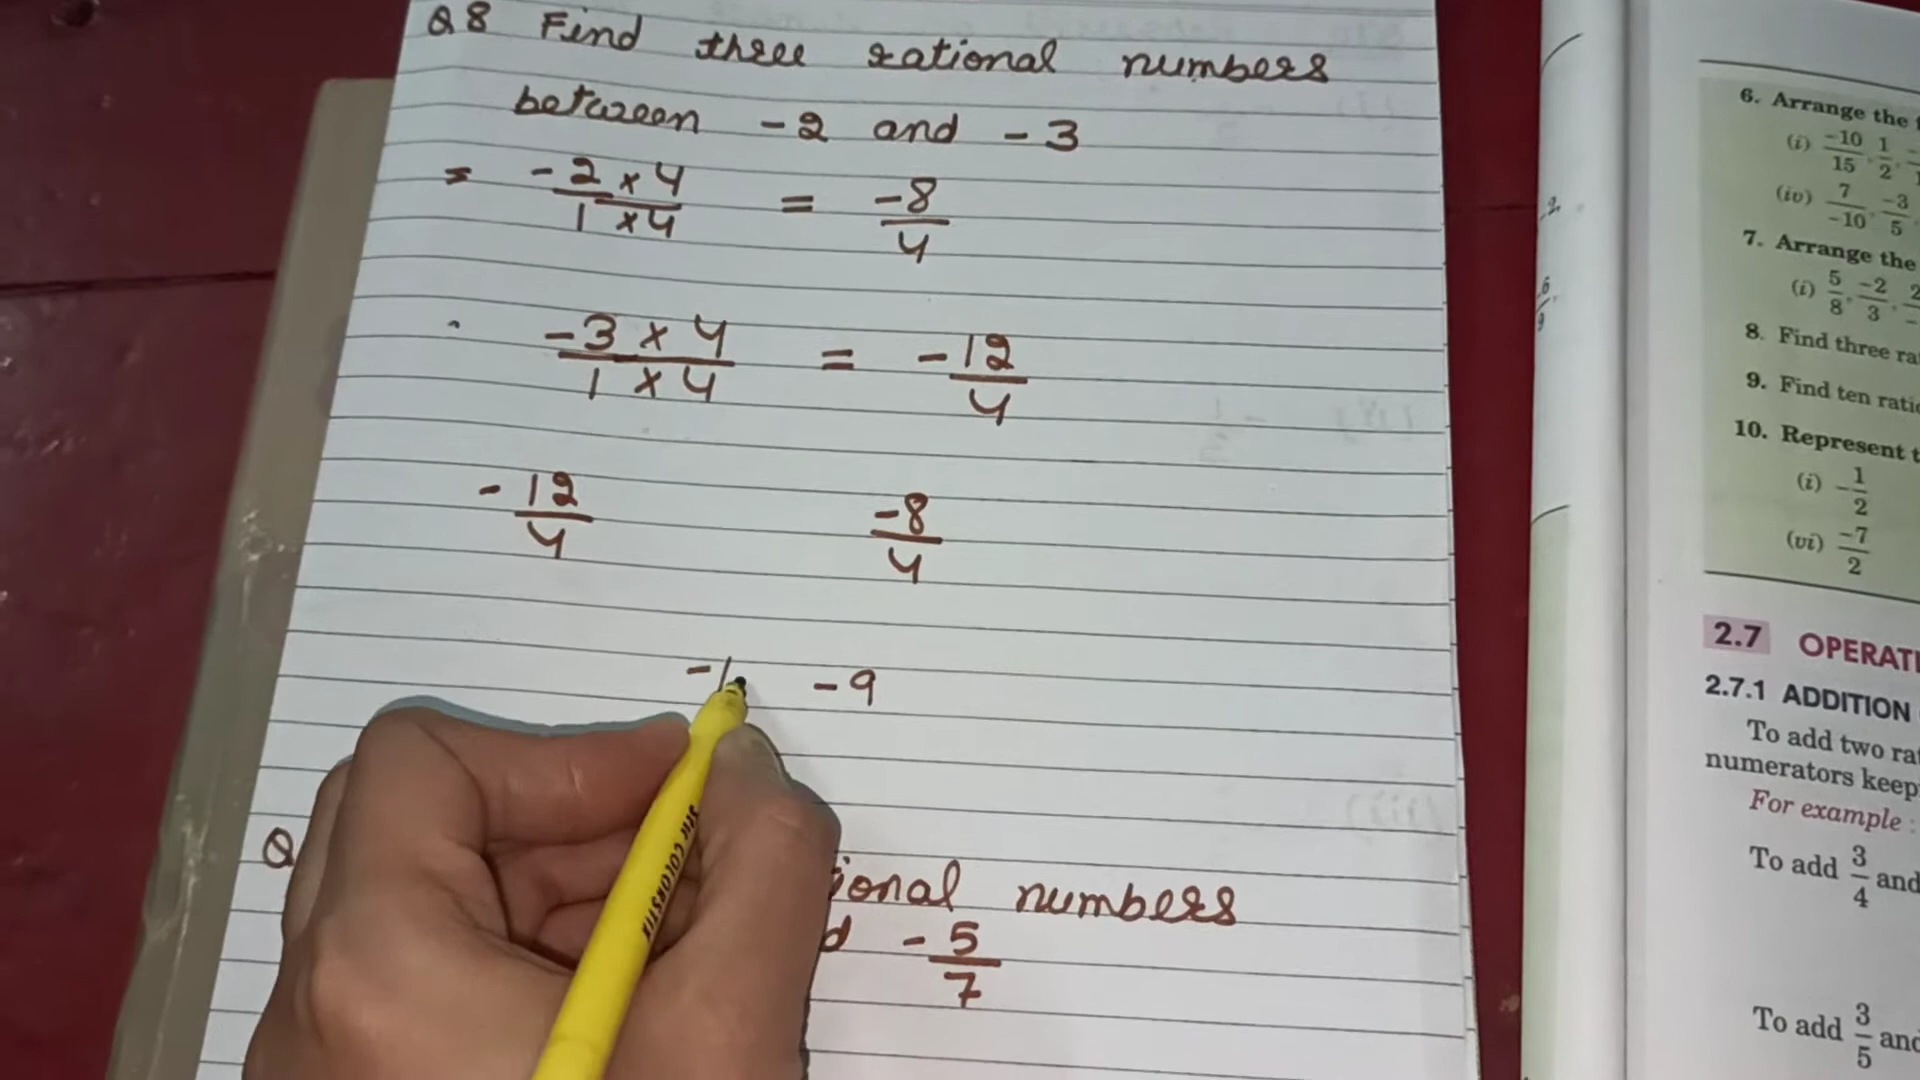 Q8 Find three rational numbers
between -2 and -3
= -2 × 4 / 1 × 4 = -8/4
-3 × 4 / 1 × 4 = -12/4
-12/4 -8/4
-1 -9
Q
ional numbers
d -5/7
6. Arrange the
(i) -10/15, 1/2,
(iv) 7/-10, -3/5
7. Arrange the
(i) 5/8, -2/3,
8. Find three ra
9. Find ten ratio
10. Represent t
(i) -1/2
(vi) -7/2
2.7 OPERATI
2.7.1 ADDITION
To add two ra
numerators keep
For example :
To add 3/4 and
To add 3/5 and